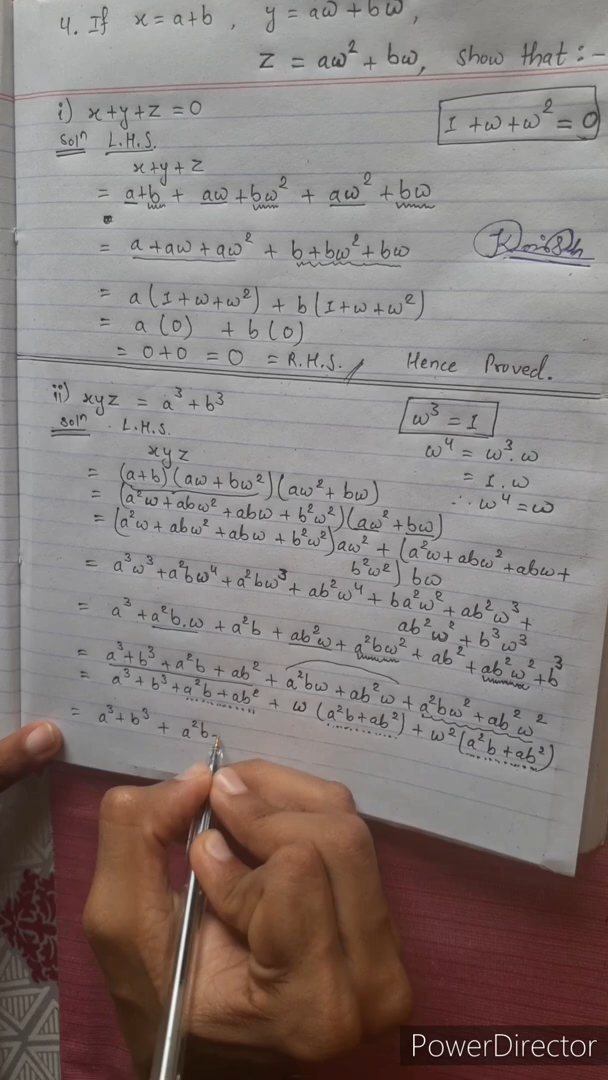 4. If x = a+b , y = aω + bω,
z = aω² + bω, show that :-
i) x+y+z = 0
1 + ω + ω² = 0
Solⁿ L.H.S.
x+y+z
= a+b + aω + bω² + aω² + bω
= a + aω + aω² + b + bω² + bω
= a(1+ω+ω²) + b(1+ω+ω²)
= a(0) + b(0)
= 0+0 = 0 = R.H.S. Hence Proved.
ii) xyz = a³ + b³
ω³ = 1
Solⁿ . L.H.S.
ω⁴ = ω³.ω
= 1.ω
∴ ω⁴ = ω
xyz
= (a+b)(aω + bω²)(aω² + bω)
= (a²ω + abω² + abω + b²ω²)(aω² + bω)
= (a²ω + abω² + abω + b²ω²)aω² + (a²ω + abω² + abω +
b²ω²) bω
= a³ω³ + a²bω⁴ + a²bω³ + ab²ω⁴ + ba²ω² + ab²ω³ +
ab²ω² + b³ω³
= a³ + a²b.ω + a²b + ab²ω + a²bω² + ab² + ab²ω² + b³
= a³+b³ + a²b + ab² + a²bω + ab²ω + a²bω² + ab²ω²
= a³ + b³ + a²b + ab² + ω(a²b + ab²) + ω²(a²b + ab²)
= a³+b³ + a²b
PowerDirector